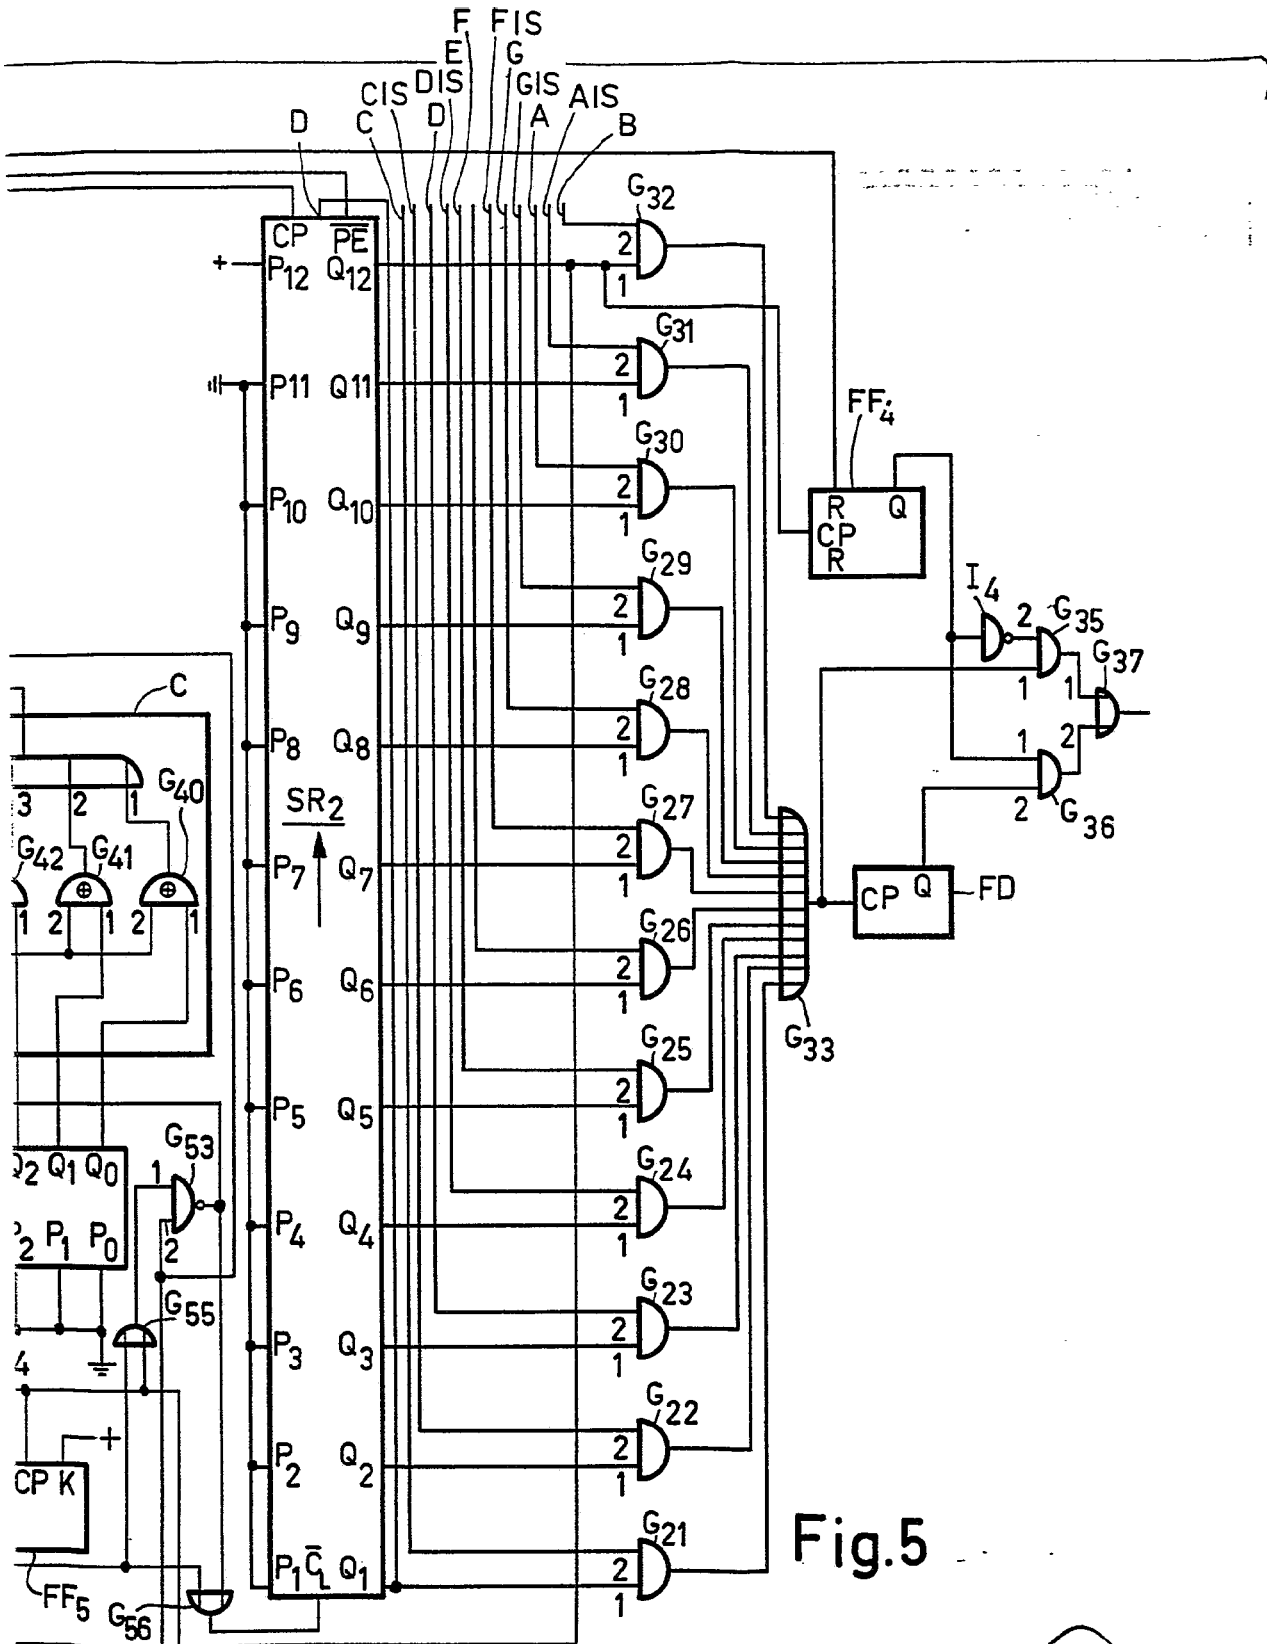 F FIS
E G
CIS DIS GIS AIS
D C D A B
G32
CP PE
+ P12 Q12 2
1
G31
P11 Q11 2
1
FF4
G30
P10 Q10 2
1
R Q
CP
R
G29
P9 Q9 2
1
I4 2 G35
1 1 G37
C
G28
P8 Q8 2
1
1 2
2 G36
3 2 1 G40
SR2
G27
G42 G41
P7 Q7 2
1
CP Q FD
2 1 2 1
G26
P6 Q6 2
1
G33
G25
P5 Q5 2
1
G53
Q2 Q1 Q0 1
G24
P4 Q4 2
1
P2 P1 P0 2
G55
G23
P3 Q3 2
1
4
G22
+
P2 Q2 2
1
CP K
G21
Fig.5
P1 CL Q1 2
1
FF5 G56